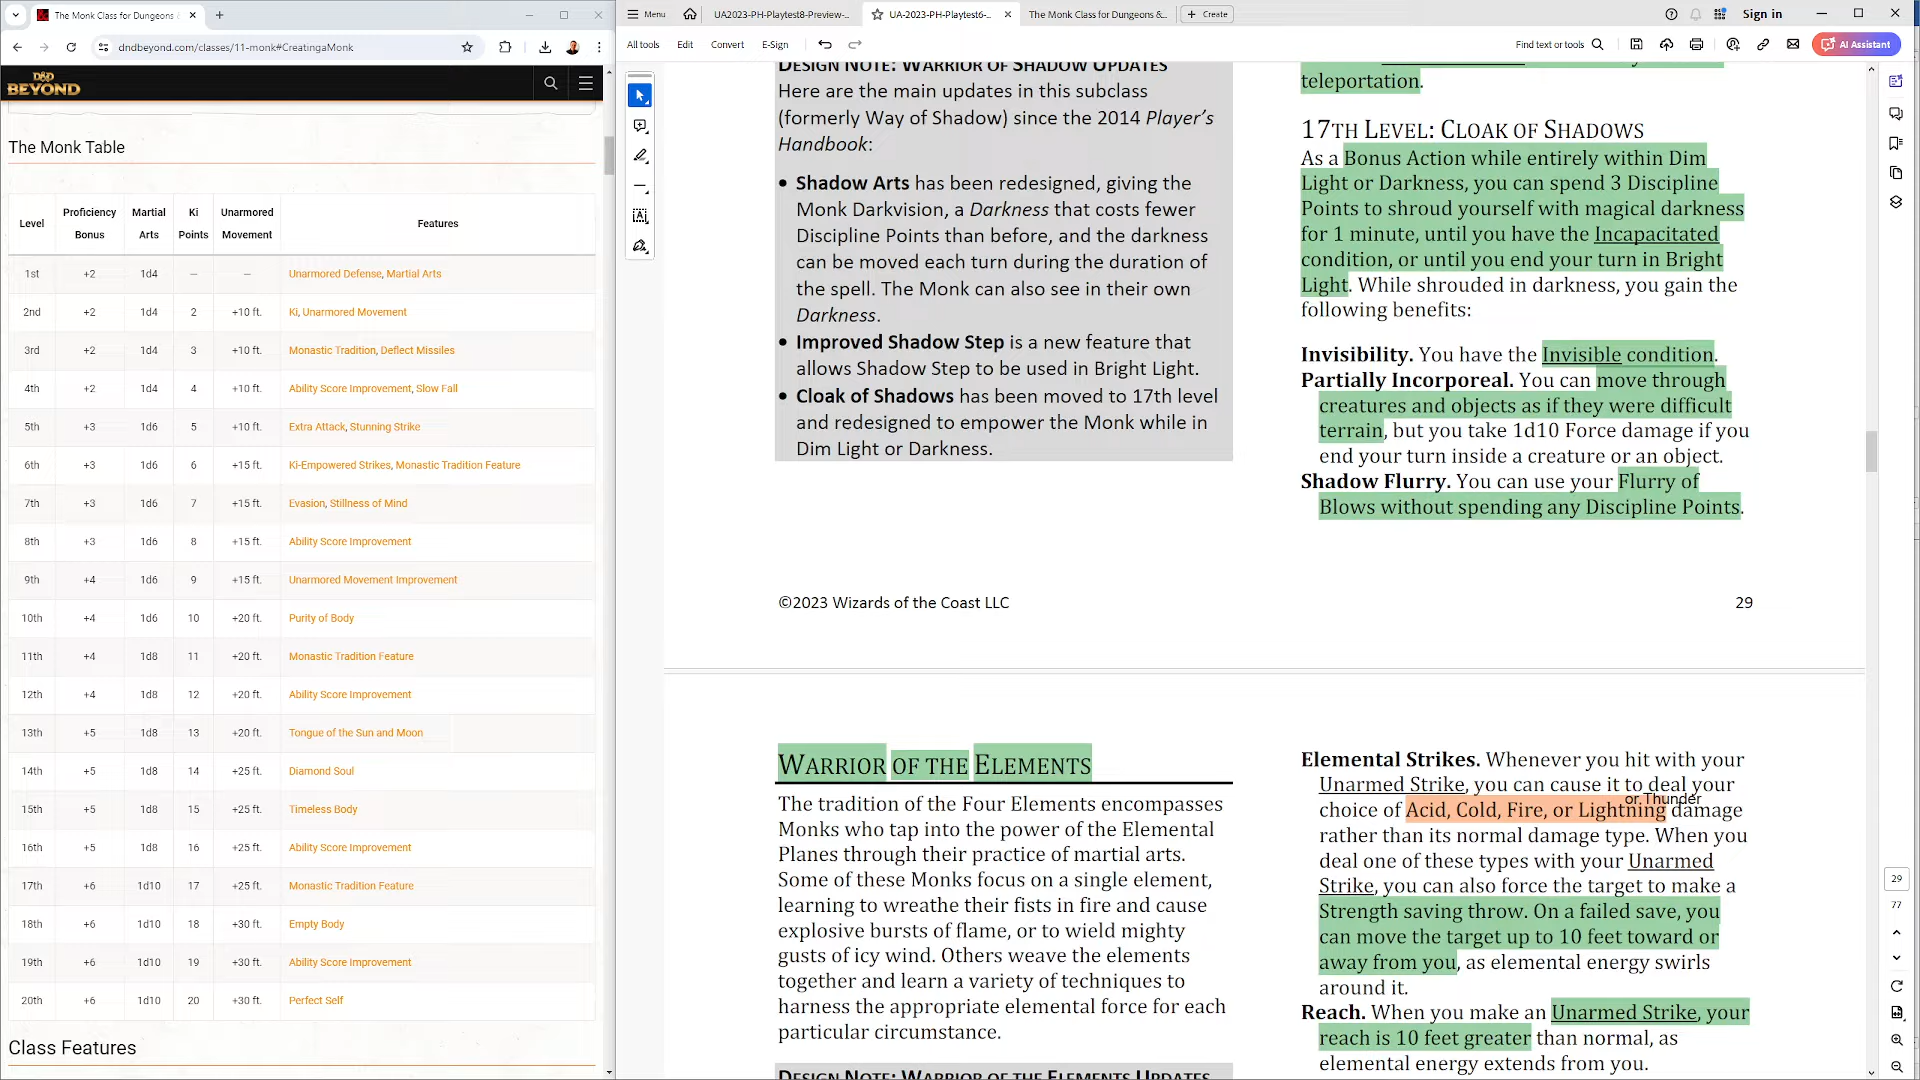 The Monk Class for Dungeons &
dndbeyond.com/classes/11-monk#CreatingaMonk
D&D
BEYOND
The Monk Table
Level
Proficiency
Bonus
Martial
Arts
Ki
Points
Unarmored
Movement
Features
1st +2 1d4 — — Unarmored Defense, Martial Arts
2nd +2 1d4 2 +10 ft. Ki, Unarmored Movement
3rd +2 1d4 3 +10 ft. Monastic Tradition, Deflect Missiles
4th +2 1d4 4 +10 ft. Ability Score Improvement, Slow Fall
5th +3 1d6 5 +10 ft. Extra Attack, Stunning Strike
6th +3 1d6 6 +15 ft. Ki-Empowered Strikes, Monastic Tradition Feature
7th +3 1d6 7 +15 ft. Evasion, Stillness of Mind
8th +3 1d6 8 +15 ft. Ability Score Improvement
9th +4 1d6 9 +15 ft. Unarmored Movement Improvement
10th +4 1d6 10 +20 ft. Purity of Body
11th +4 1d8 11 +20 ft. Monastic Tradition Feature
12th +4 1d8 12 +20 ft. Ability Score Improvement
13th +5 1d8 13 +20 ft. Tongue of the Sun and Moon
14th +5 1d8 14 +25 ft. Diamond Soul
15th +5 1d8 15 +25 ft. Timeless Body
16th +5 1d8 16 +25 ft. Ability Score Improvement
17th +6 1d10 17 +25 ft. Monastic Tradition Feature
18th +6 1d10 18 +30 ft. Empty Body
19th +6 1d10 19 +30 ft. Ability Score Improvement
20th +6 1d10 20 +30 ft. Perfect Self
Class Features
Menu UA2023-PH-Playtest8-Preview-... UA-2023-PH-Playtest6-... The Monk Class for Dungeons &... Create Sign in
All tools Edit Convert E-Sign Find text or tools AI Assistant
DESIGN NOTE: WARRIOR OF SHADOW UPDATES
Here are the main updates in this subclass
(formerly Way of Shadow) since the 2014 Player's
Handbook:
• Shadow Arts has been redesigned, giving the
Monk Darkvision, a Darkness that costs fewer
Discipline Points than before, and the darkness
can be moved each turn during the duration of
the spell. The Monk can also see in their own
Darkness.
• Improved Shadow Step is a new feature that
allows Shadow Step to be used in Bright Light.
• Cloak of Shadows has been moved to 17th level
and redesigned to empower the Monk while in
Dim Light or Darkness.
teleportation.
17TH LEVEL: CLOAK OF SHADOWS
As a Bonus Action while entirely within Dim
Light or Darkness, you can spend 3 Discipline
Points to shroud yourself with magical darkness
for 1 minute, until you have the Incapacitated
condition, or until you end your turn in Bright
Light. While shrouded in darkness, you gain the
following benefits:
Invisibility. You have the Invisible condition.
Partially Incorporeal. You can move through
creatures and objects as if they were difficult
terrain, but you take 1d10 Force damage if you
end your turn inside a creature or an object.
Shadow Flurry. You can use your Flurry of
Blows without spending any Discipline Points.
©2023 Wizards of the Coast LLC 29
WARRIOR OF THE ELEMENTS
The tradition of the Four Elements encompasses
Monks who tap into the power of the Elemental
Planes through their practice of martial arts.
Some of these Monks focus on a single element,
learning to wreathe their fists in fire and cause
explosive bursts of flame, or to wield mighty
gusts of icy wind. Others weave the elements
together and learn a variety of techniques to
harness the appropriate elemental force for each
particular circumstance.
DESIGN NOTE: WARRIOR OF THE ELEMENTS UPDATES
Elemental Strikes. Whenever you hit with your
Unarmed Strike, you can cause it to deal your
or Thunder
choice of Acid, Cold, Fire, or Lightning damage
rather than its normal damage type. When you
deal one of these types with your Unarmed
Strike, you can also force the target to make a
Strength saving throw. On a failed save, you
can move the target up to 10 feet toward or
away from you, as elemental energy swirls
around it.
Reach. When you make an Unarmed Strike, your
reach is 10 feet greater than normal, as
elemental energy extends from you.
29
77